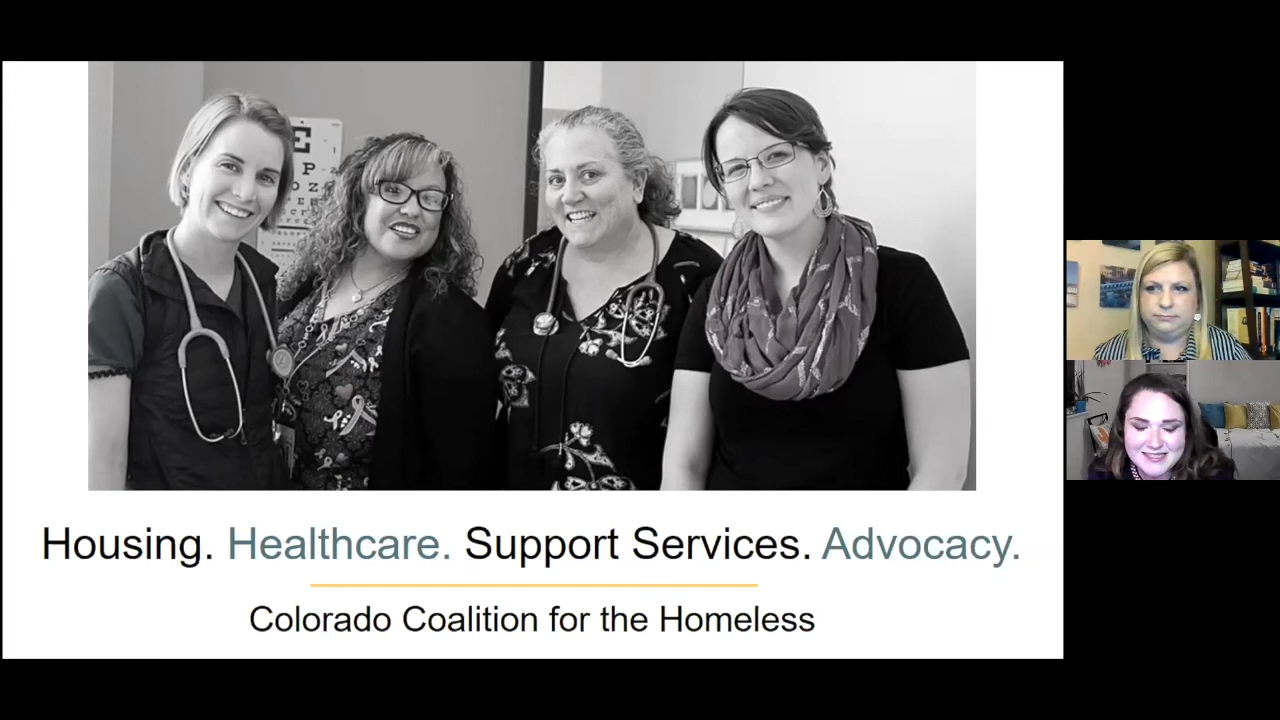 E
P
Housing. Healthcare. Support Services. Advocacy.
Colorado Coalition for the Homeless